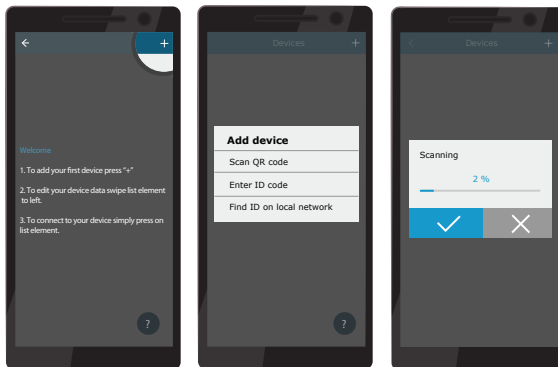 Welcome
1. To add your first device press "+"
2. To edit your device data swipe list element
to left.
3. To connect to your device simply press on
list element.
?
Devices
Add device
Scan QR code
Enter ID code
Find ID on local network
?
Devices
Scanning
2 %